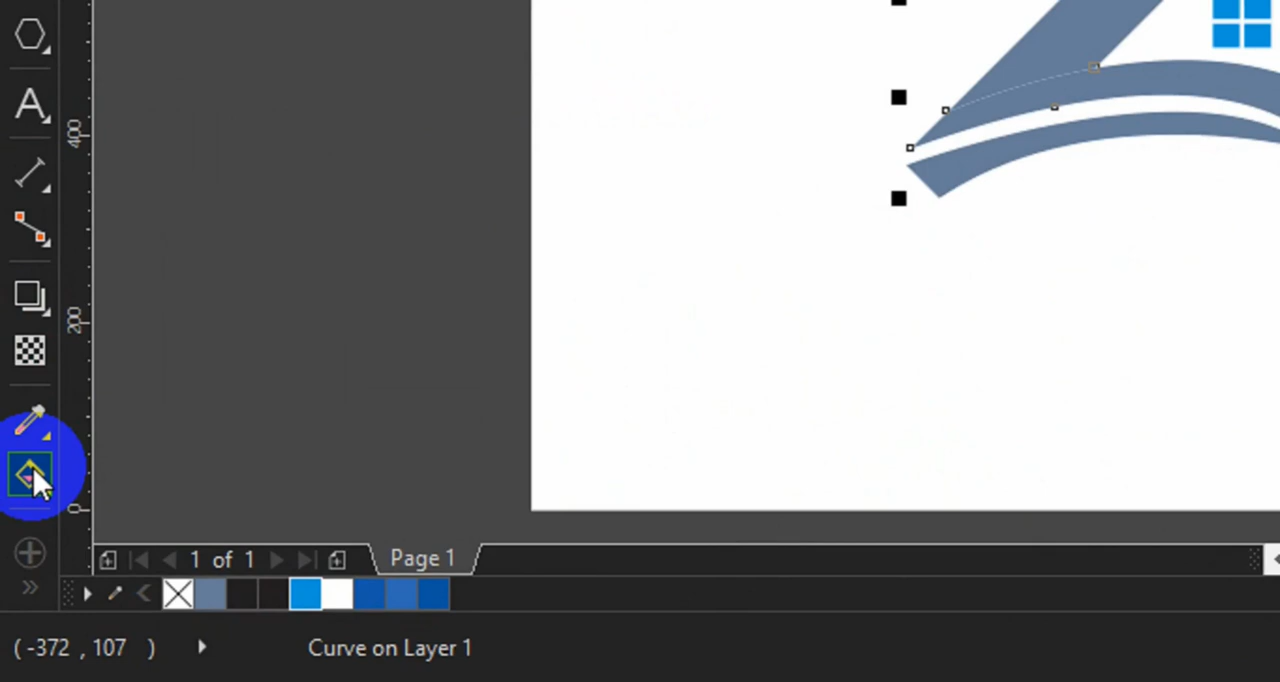 A
400
200
0
1 of 1
Page 1
( -372 , 107 )
Curve on Layer 1